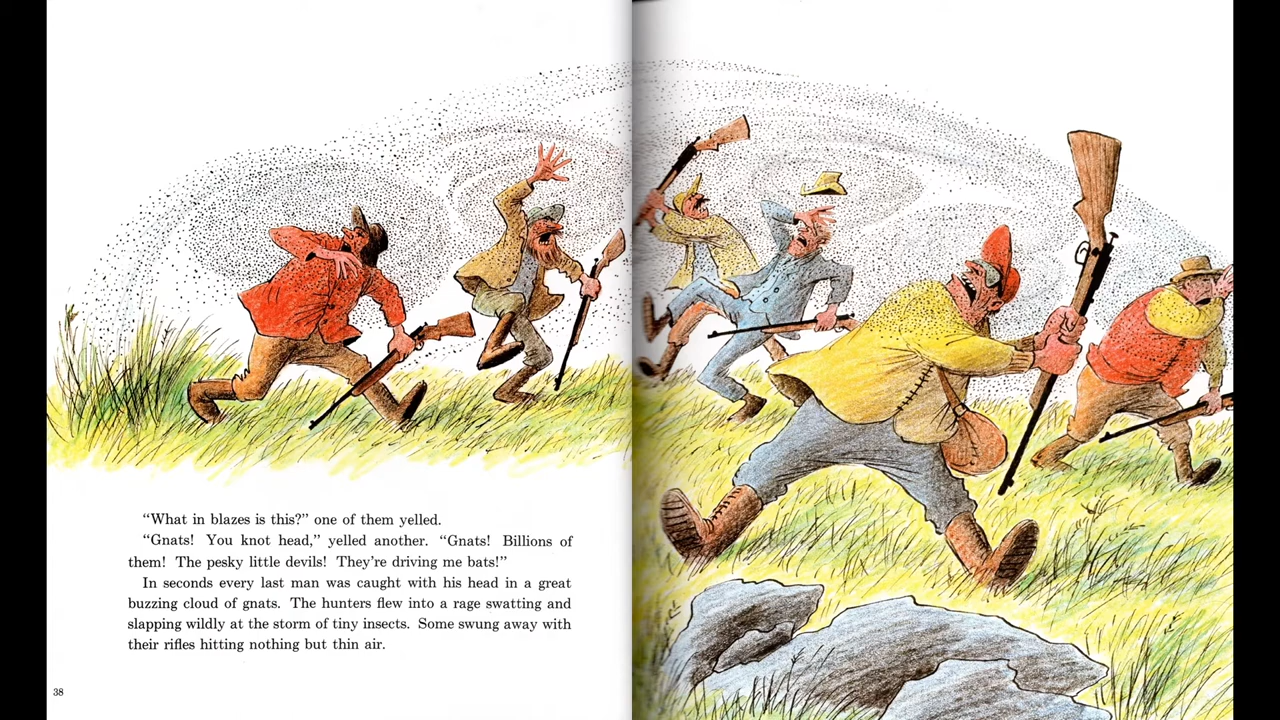 “What in blazes is this?” one of them yelled.
“Gnats! You knot head,” yelled another. “Gnats! Billions of
them! The pesky little devils! They’re driving me bats!”
In seconds every last man was caught with his head in a great
buzzing cloud of gnats. The hunters flew into a rage swatting and
slapping wildly at the storm of tiny insects. Some swung away with
their rifles hitting nothing but thin air.
38